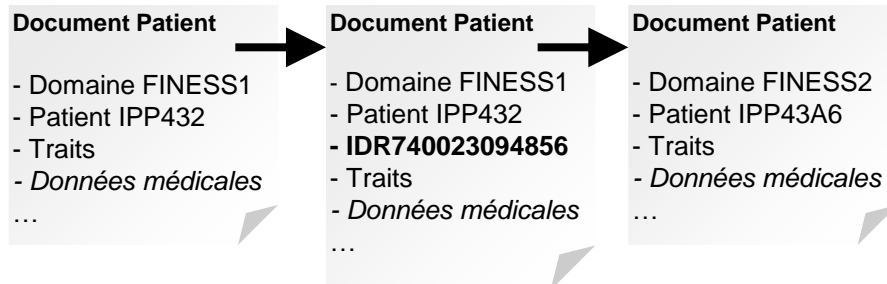 Document Patient
- Domaine FINESS1
- Patient IPP432
- Traits
- Données médicales
…
Document Patient
- Domaine FINESS1
- Patient IPP432
- IDR740023094856
- Traits
- Données médicales
…
Document Patient
- Domaine FINESS2
- Patient IPP43A6
- Traits
- Données médicales
…